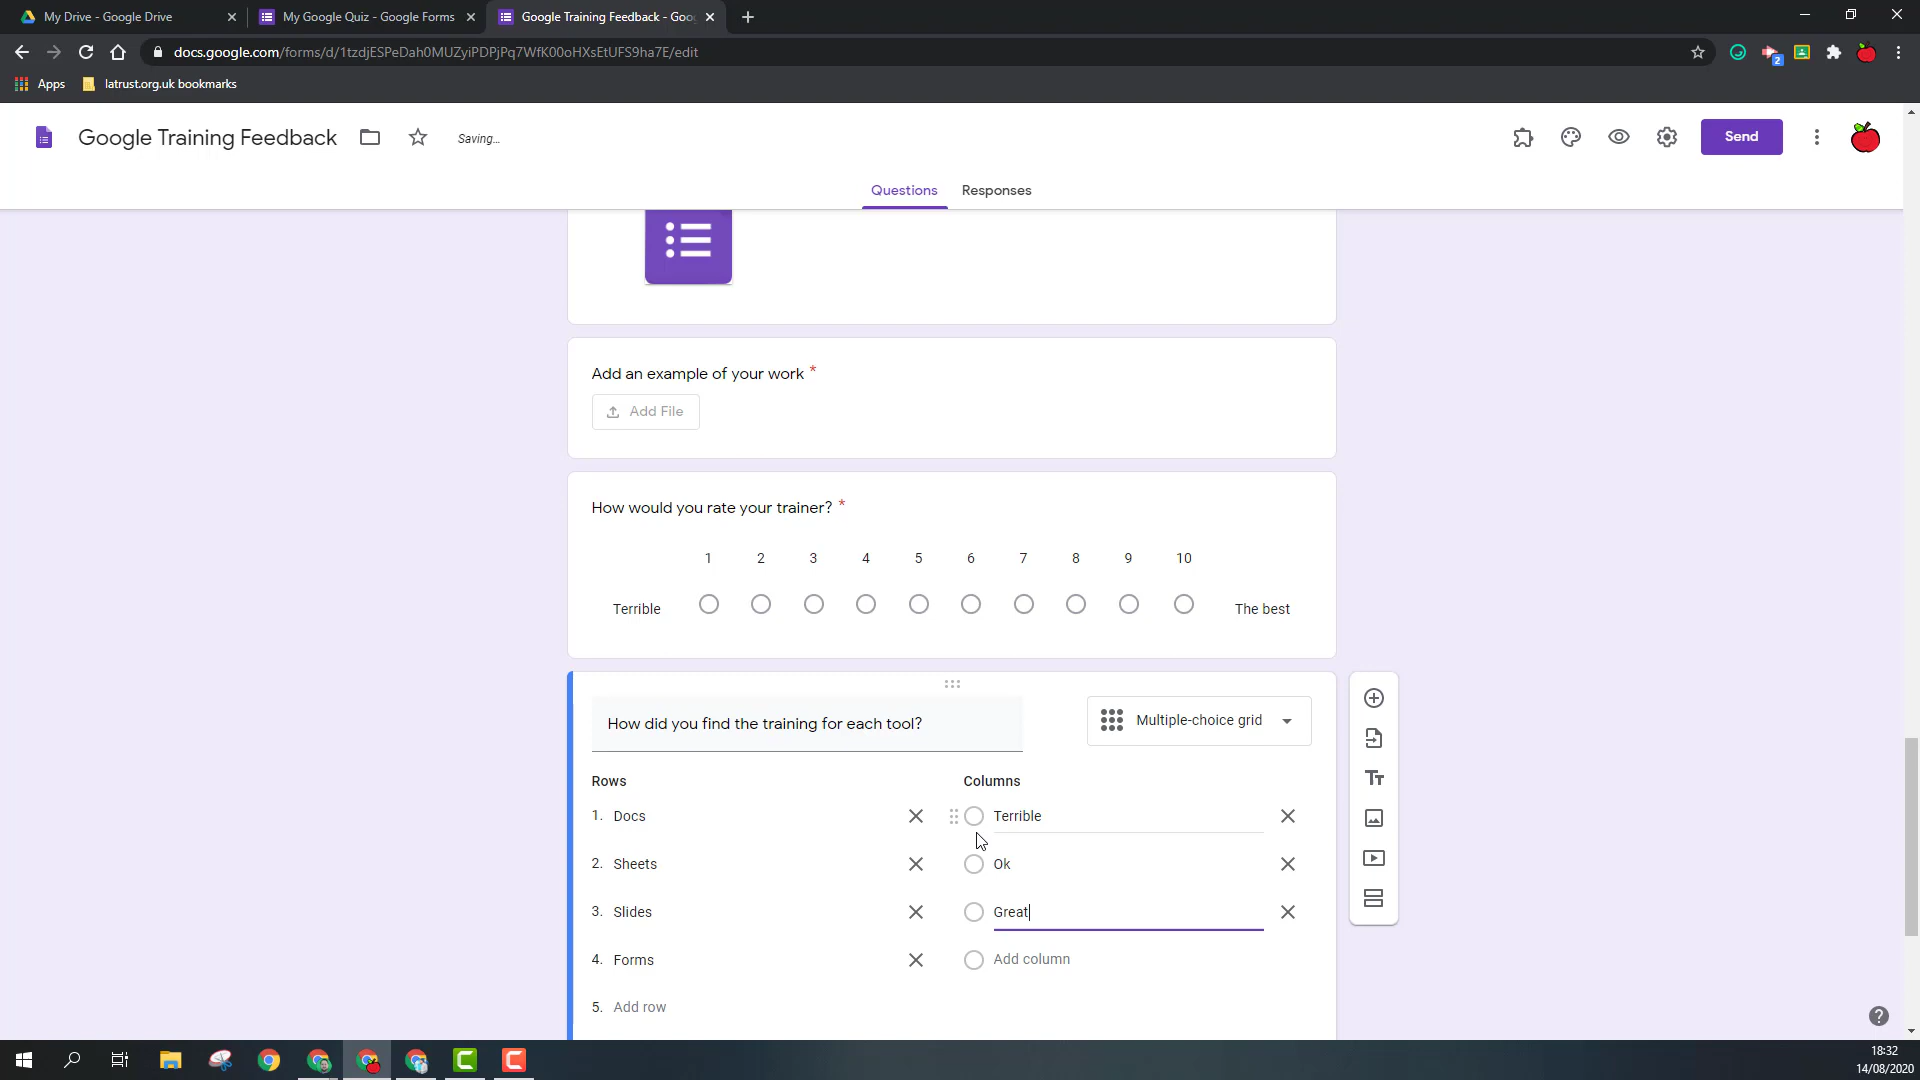 My Drive - Google Drive
My Google Quiz - Google Forms
Google Training Feedback - Goo
docs.google.com/forms/d/1tzdjESPeDah0MUZyiPDPjPq7WfK00oHXsEtUFS9ha7E/edit
2
Apps
latrust.org.uk bookmarks
Google Training Feedback
Saving...
Send
Questions
Responses
Add an example of your work *
Add File
How would you rate your trainer? *
1 2 3 4 5 6 7 8 9 10
Terrible
The best
How did you find the training for each tool?
Multiple-choice grid
Rows
Columns
1. Docs
Terrible
2. Sheets
Ok
3. Slides
Great
4. Forms
Add column
5. Add row
18:32
14/08/2020